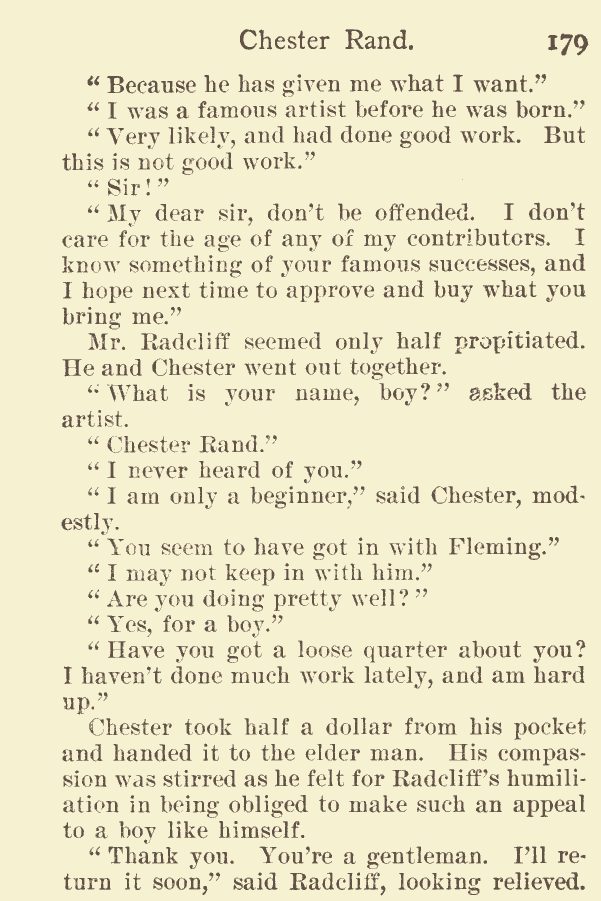 Chester Rand. 179
“ Because he has given me what I want.”
“ I was a famous artist before he was born.”
“ Very likely, and had done good work. But
this is not good work.”
“ Sir! ”
“ My dear sir, don’t be offended. I don’t
care for the age of any of my contributors. I
know something of your famous successes, and
I hope next time to approve and buy what you
bring me.”
Mr. Radcliff seemed only half propitiated.
He and Chester went out together.
“ What is your name, boy? ” asked the
artist.
“ Chester Rand.”
“ I never heard of you.”
“ I am only a beginner,” said Chester, mod-
estly.
“ You seem to have got in with Fleming.”
“ I may not keep in with him.”
“ Are you doing pretty well? ”
“ Yes, for a boy.”
“ Have you got a loose quarter about you?
I haven’t done much work lately, and am hard
up.”
Chester took half a dollar from his pocket
and handed it to the elder man. His compas-
sion was stirred as he felt for Radcliff’s humili-
ation in being obliged to make such an appeal
to a boy like himself.
“ Thank you. You’re a gentleman. I’ll re-
turn it soon,” said Radcliff, looking relieved.